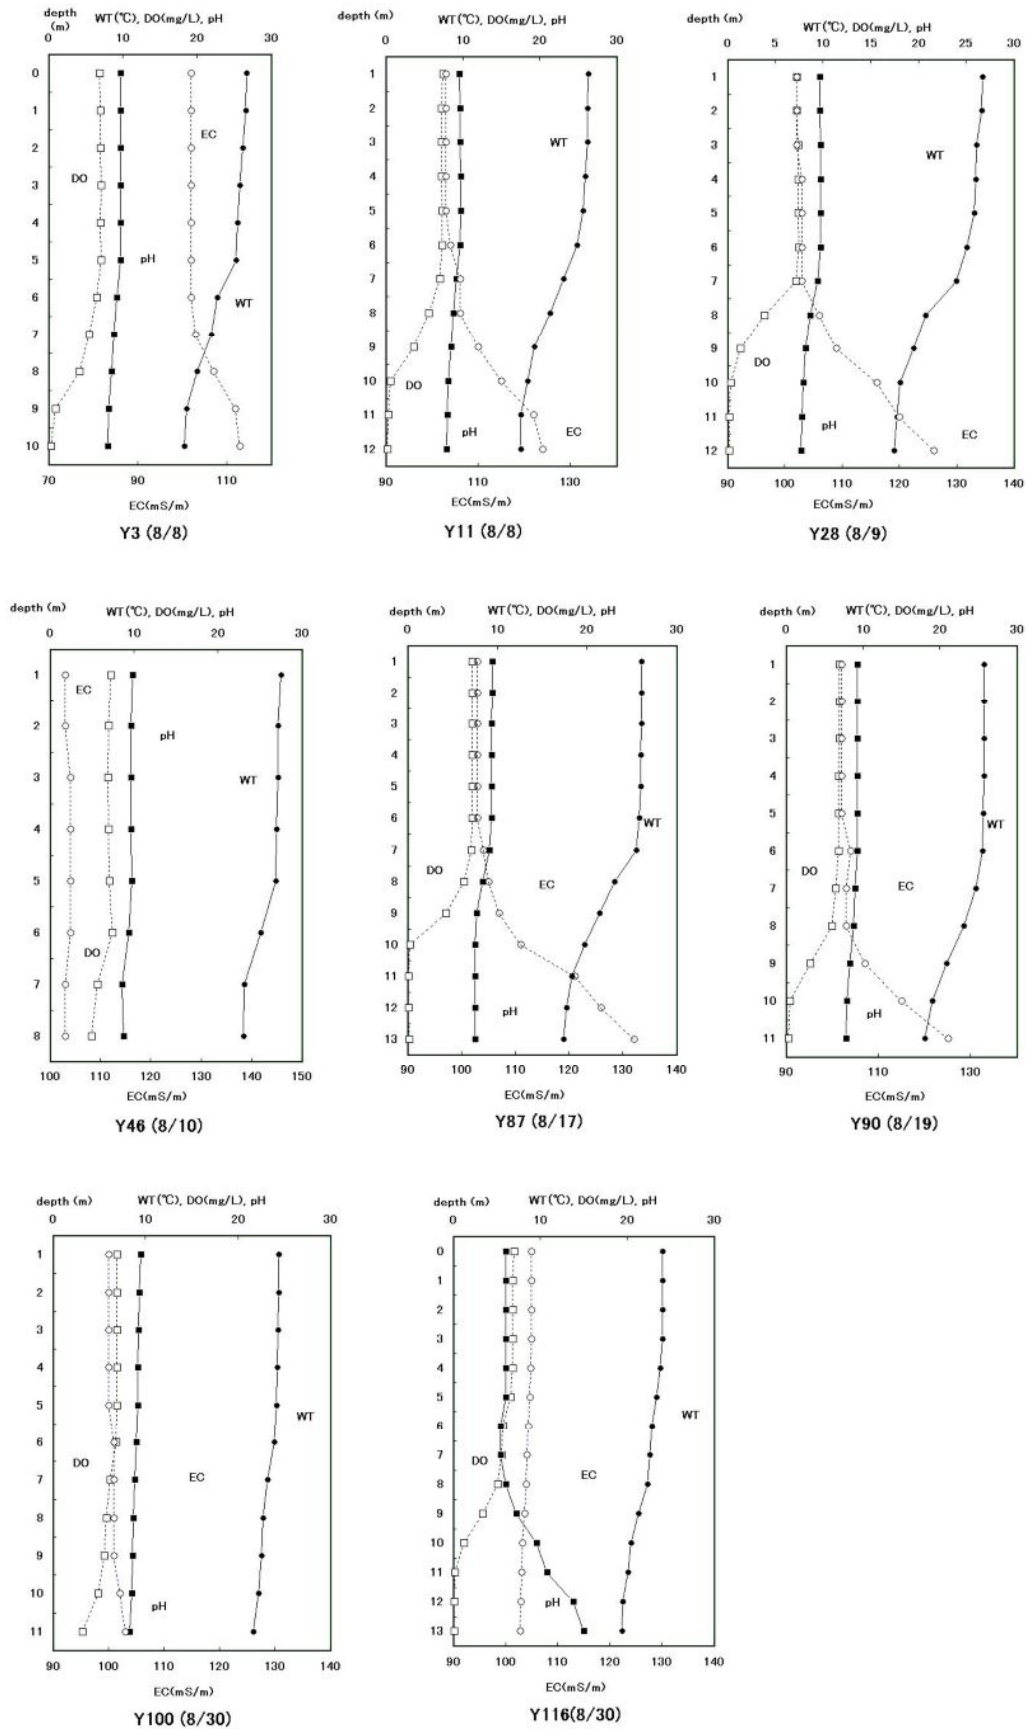 depth (m)
WT(℃), DO(mg/L), pH
0 10 20 30
0
1
2
3
4
5
6
7
8
9
10
DO
EC
pH
WT
70 90 110
EC(mS/m)
Y3 (8/8)
depth (m)
WT(℃), DO(mg/L), pH
0 10 20 30
1
2
3
4
5
6
7
8
9
10
11
12
WT
DO
pH
EC
90 110 130
EC(mS/m)
Y11 (8/8)
depth (m)
WT(℃), DO(mg/L), pH
0 5 10 15 20 25 30
1
2
3
4
5
6
7
8
9
10
11
12
WT
DO
pH
EC
90 100 110 120 130 140
EC(mS/m)
Y28 (8/9)
depth (m)
WT(℃), DO(mg/L), pH
0 10 20 30
1
2
3
4
5
6
7
8
EC
pH
WT
DO
100 110 120 130 140 150
EC(mS/m)
Y46 (8/10)
depth (m)
WT(℃), DO(mg/L), pH
0 10 20 30
1
2
3
4
5
6
7
8
9
10
11
12
13
WT
DO
EC
pH
90 100 110 120 130 140
EC(mS/m)
Y87 (8/17)
depth (m)
WT(℃), DO(mg/L), pH
0 10 20 30
1
2
3
4
5
6
7
8
9
10
11
WT
DO
EC
pH
90 110 130
EC(mS/m)
Y90 (8/19)
depth (m)
WT(℃), DO(mg/L), pH
0 10 20 30
1
2
3
4
5
6
7
8
9
10
11
WT
DO
EC
pH
90 100 110 120 130 140
EC(mS/m)
Y100 (8/30)
depth (m)
WT(℃), DO(mg/L), pH
0 10 20 30
0
1
2
3
4
5
6
7
8
9
10
11
12
13
WT
DO
EC
pH
90 100 110 120 130 140
EC(mS/m)
Y116(8/30)